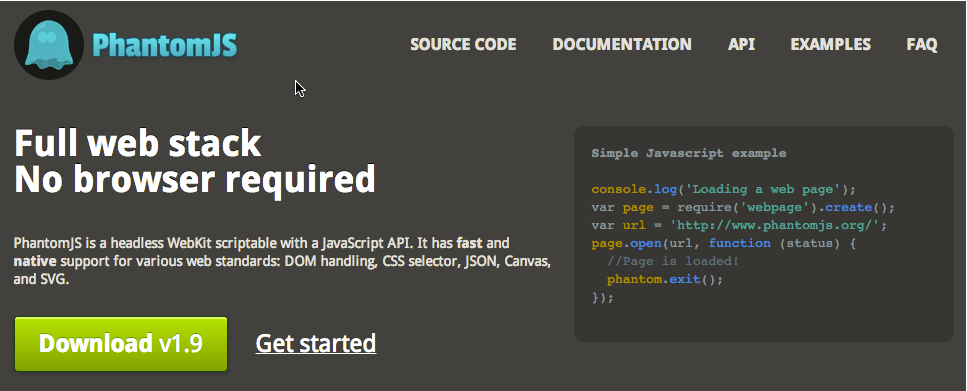 PhantomJS
SOURCE CODE DOCUMENTATION API EXAMPLES FAQ
Full web stack
No browser required
PhantomJS is a headless WebKit scriptable with a JavaScript API. It has fast and
native support for various web standards: DOM handling, CSS selector, JSON, Canvas,
and SVG.
Download v1.9 Get started
Simple Javascript example
console.log('Loading a web page');
var page = require('webpage').create();
var url = 'http://www.phantomjs.org/';
page.open(url, function (status) {
  //Page is loaded!
  phantom.exit();
});